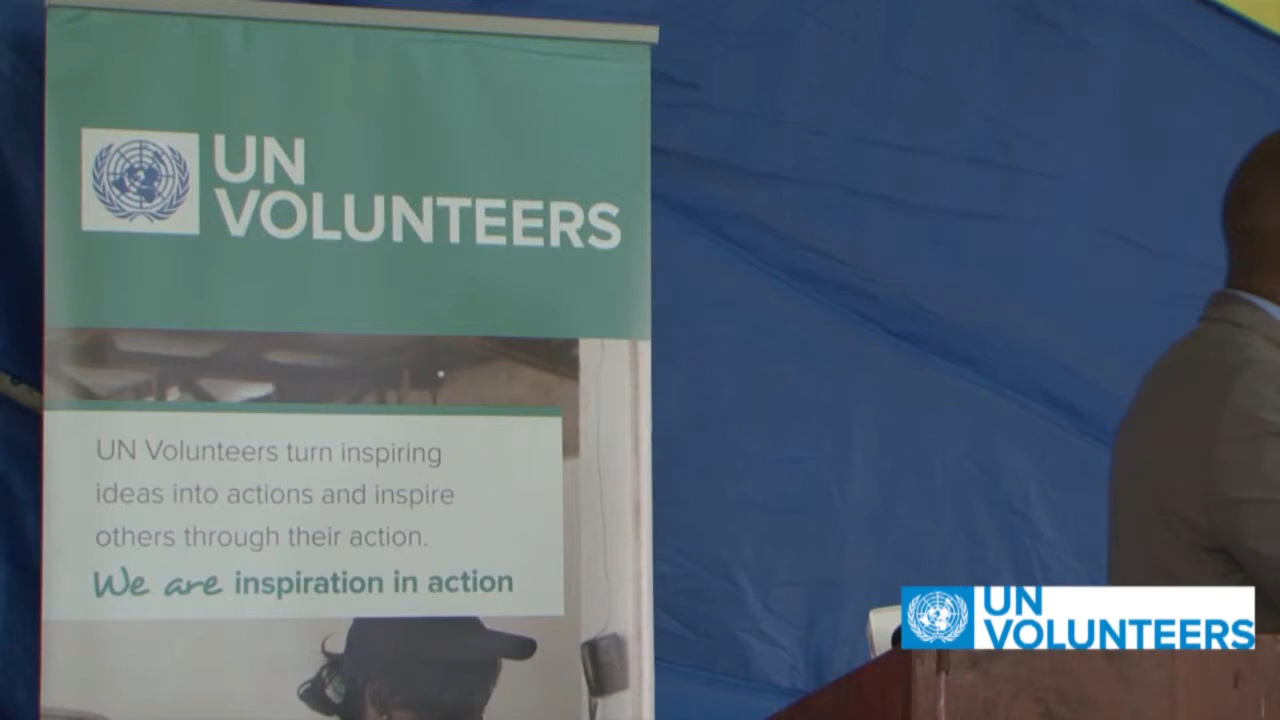 UN
VOLUNTEERS
UN Volunteers turn inspiring
ideas into actions and inspire
others through their action.
We are inspiration in action
UN
VOLUNTEERS